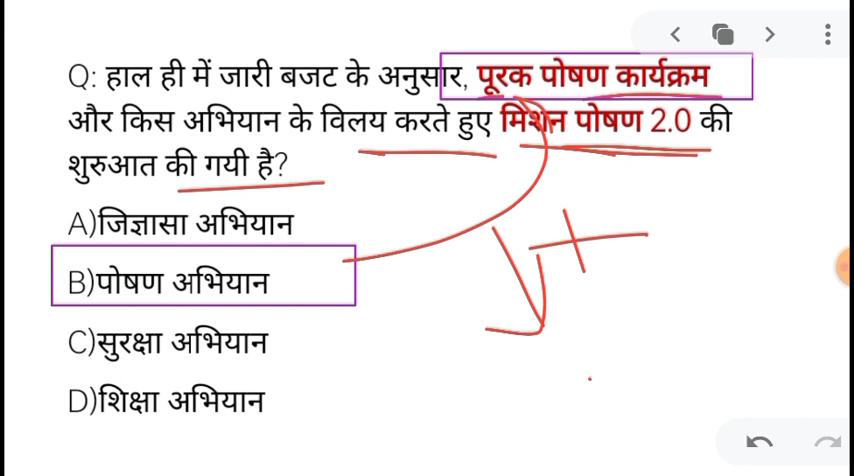 Q: हाल ही में जारी बजट के अनुसार, पूरक पोषण कार्यक्रम
और किस अभियान के विलय करते हुए मिशन पोषण 2.0 की
शुरुआत की गयी है?
A)जिज्ञासा अभियान
B)पोषण अभियान
C)सुरक्षा अभियान
D)शिक्षा अभियान